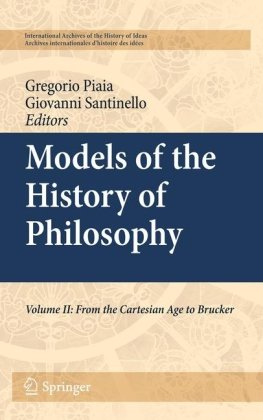 International Archives of the History of Ideas
Archives internationales d'histoire des idées
Gregorio Piaia
Giovanni Santinello
Editors
Models of the
History of
Philosophy
Volume II: From the Cartesian Age to Brucker
Springer